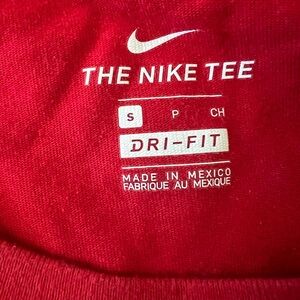 THE NIKE TEE
S P CH
DRI-FIT
MADE IN MEXICO
FABRIQUE AU MEXIQUE